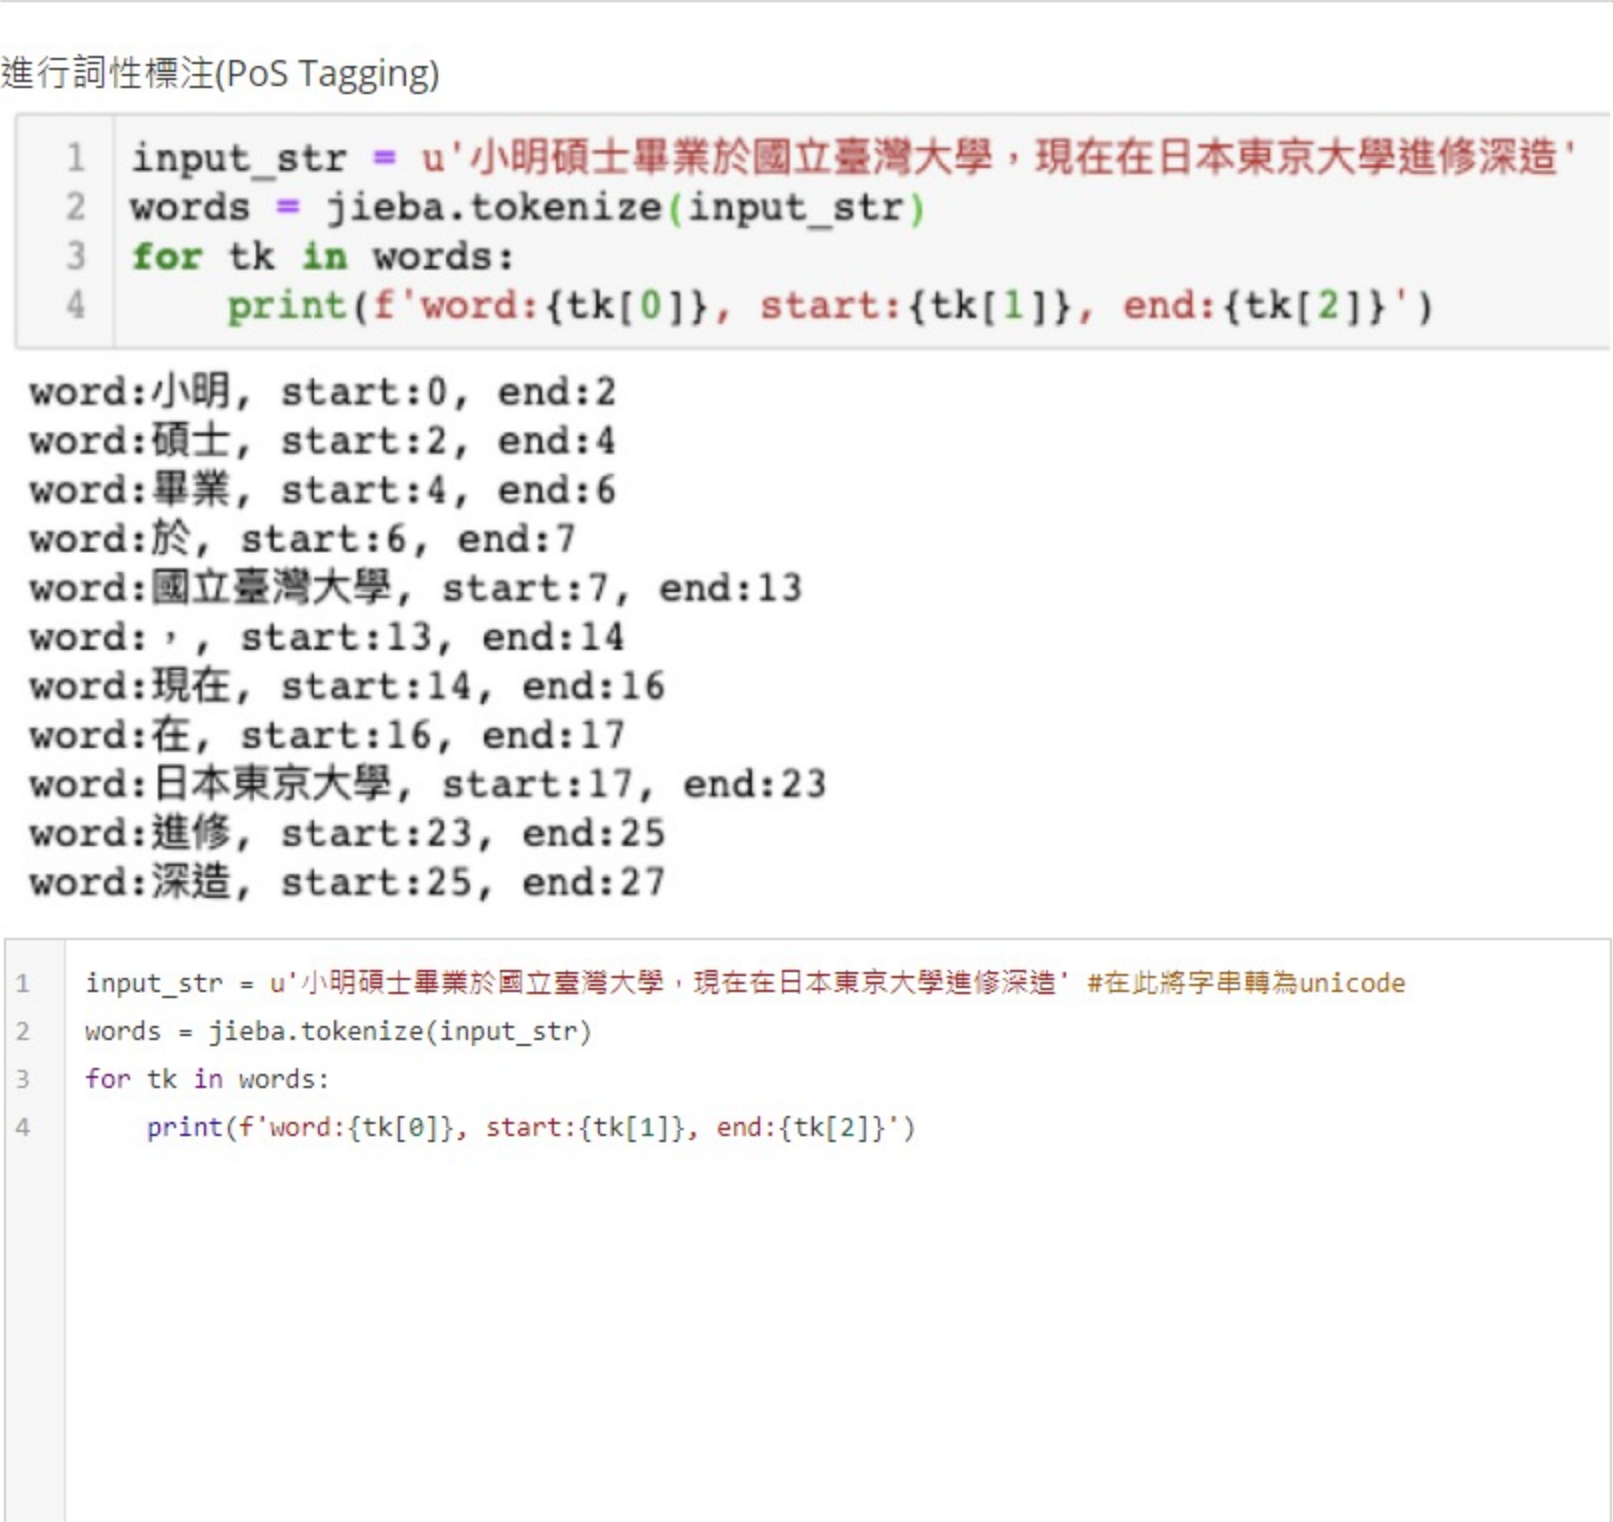 進行詞性標注(PoS Tagging)
1 input_str = u'小明碩士畢業於國立臺灣大學，現在在日本東京大學進修深造'
2 words = jieba.tokenize(input_str)
3 for tk in words:
4     print(f'word:{tk[0]}, start:{tk[1]}, end:{tk[2]}')
word:小明, start:0, end:2
word:碩士, start:2, end:4
word:畢業, start:4, end:6
word:於, start:6, end:7
word:國立臺灣大學, start:7, end:13
word:，, start:13, end:14
word:現在, start:14, end:16
word:在, start:16, end:17
word:日本東京大學, start:17, end:23
word:進修, start:23, end:25
word:深造, start:25, end:27
1 input_str = u'小明碩士畢業於國立臺灣大學，現在在日本東京大學進修深造' #在此將字串轉為unicode
2 words = jieba.tokenize(input_str)
3 for tk in words:
4     print(f'word:{tk[0]}, start:{tk[1]}, end:{tk[2]}')